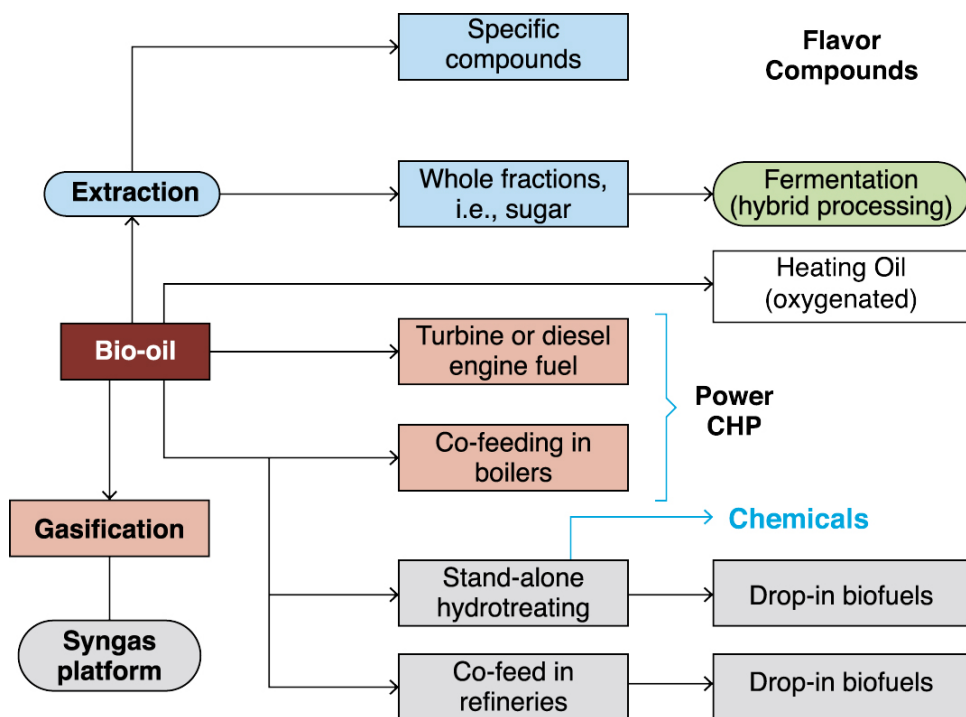 Specific
compounds
Flavor
Compounds
Extraction
Whole fractions,
i.e., sugar
Fermentation
(hybrid processing)
Heating Oil
(oxygenated)
Bio-oil
Turbine or diesel
engine fuel
Power
CHP
Co-feeding in
boilers
Gasification
Chemicals
Stand-alone
hydrotreating
Drop-in biofuels
Syngas
platform
Co-feed in
refineries
Drop-in biofuels